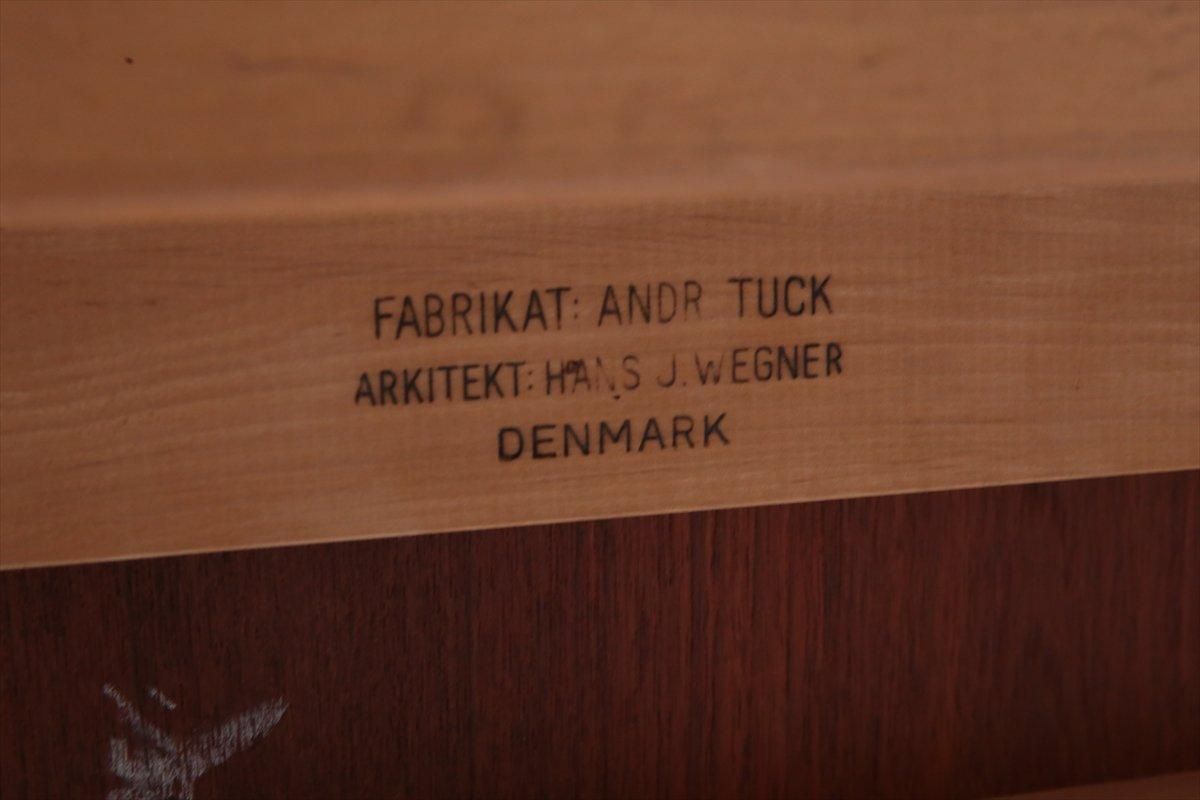 FABRIKAT: ANDR TUCK
ARKITEKT: HANS J. WEGNER
DENMARK